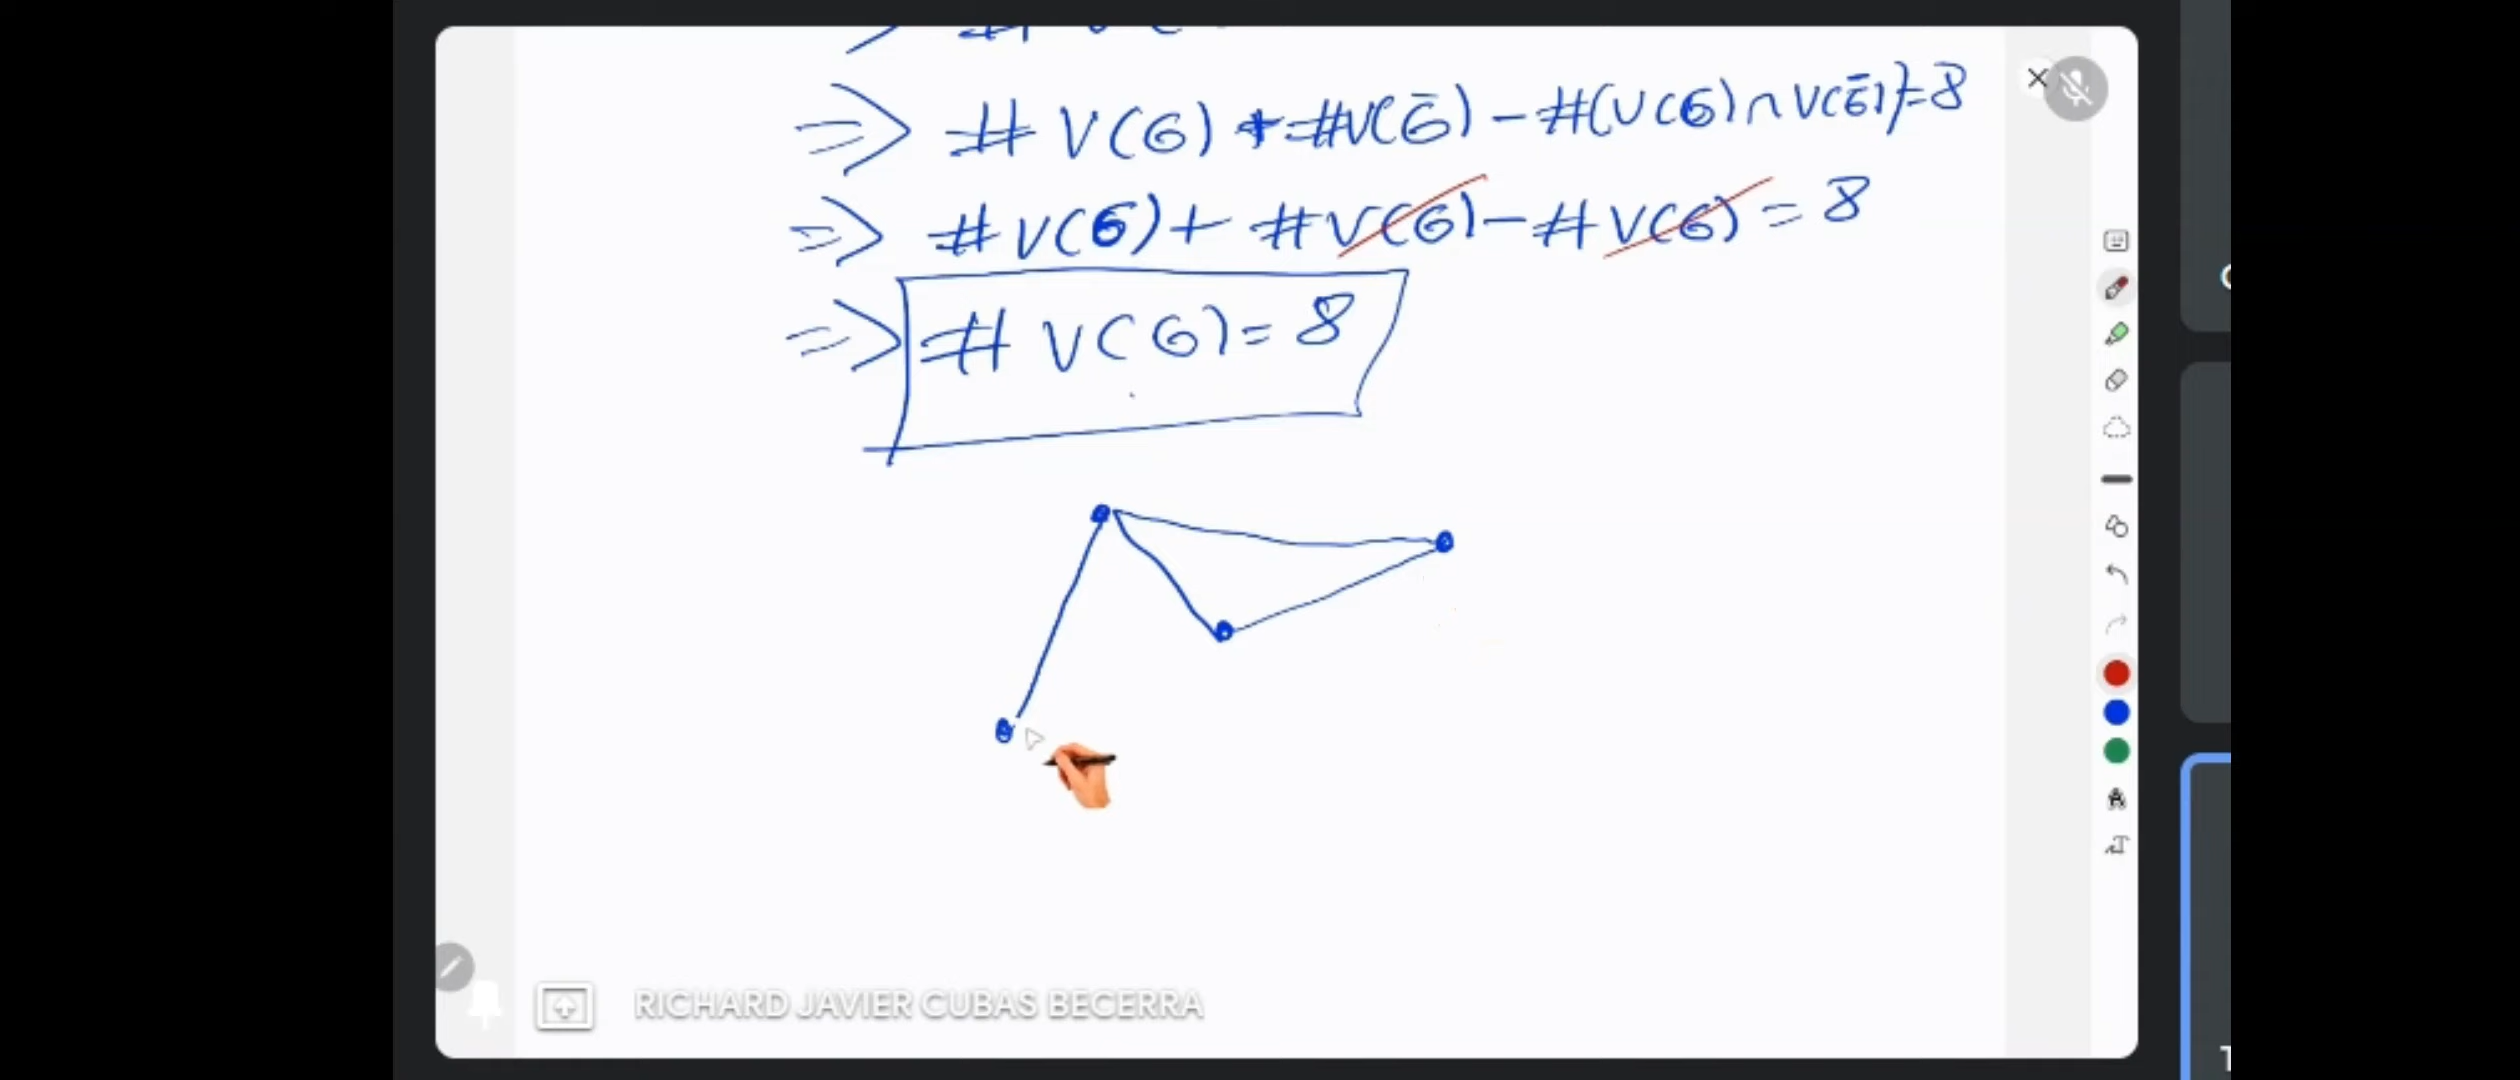 ⇒ # V(G) + #V(G̅) - #(V(G) ∩ V(G̅)) = 8
⇒ # V(G) + #V(G) - # V(G) = 8
⇒ # V(G) = 8
RICHARD JAVIER CUBAS BECERRA